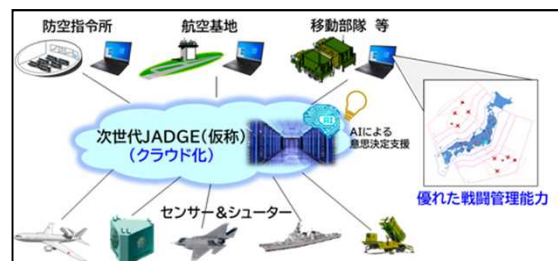 防空指令所
航空基地
移動部隊 等
次世代JADGE(仮称)
(クラウド化)
AIによる
意思決定支援
優れた戦闘管理能力
センサー&シューター